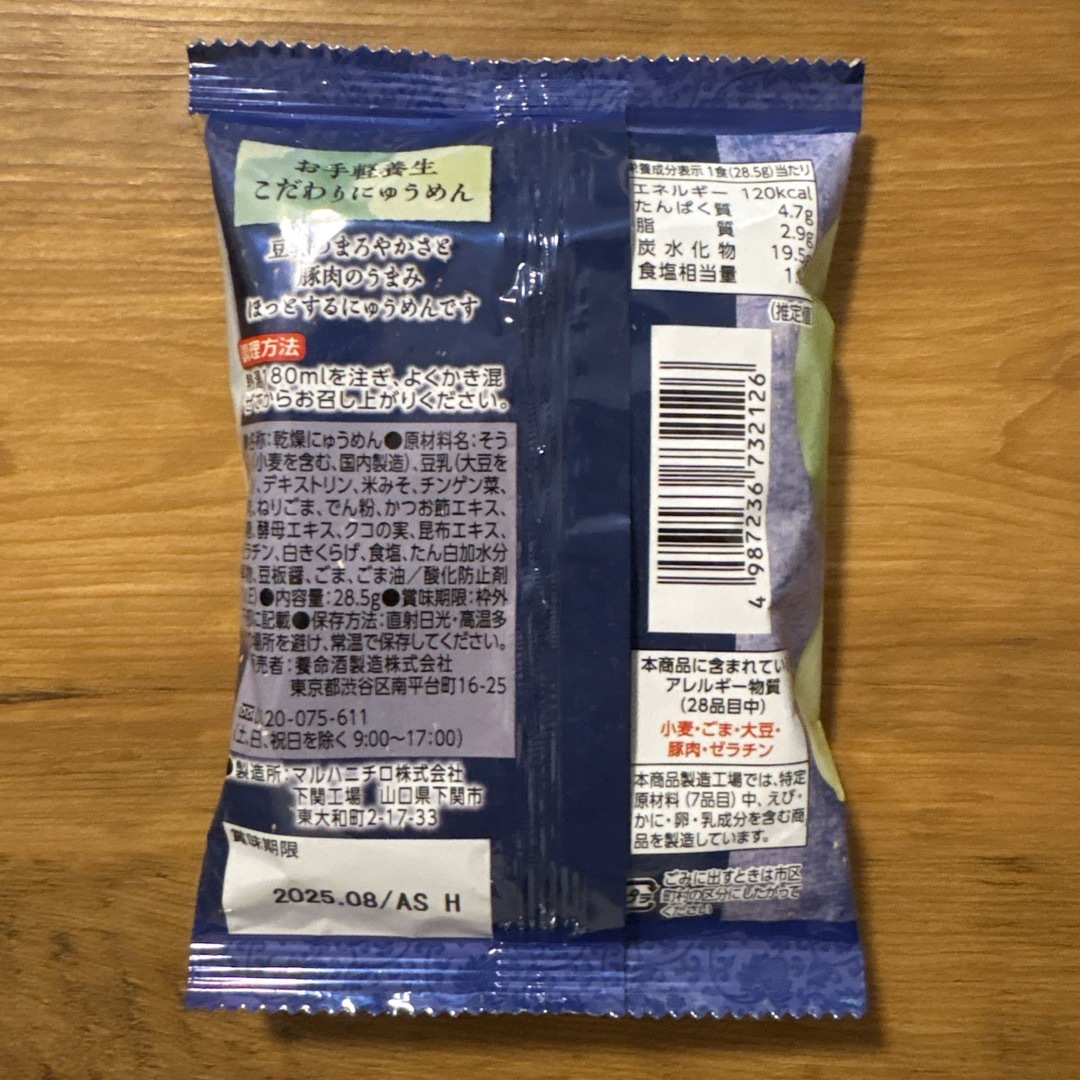 お手軽養生
こだわりにゅうめん
まろやかさと
豚肉のうまみ
ほっとするにゅうめんです
調理方法
180mlを注ぎ、よくかき混
からお召し上がりください。
称:乾燥にゅうめん●原材料名:そう
小麦を含む、国内製造)、豆乳(大豆を
、デキストリン、米みそ、チンゲン菜、
、ねりごま、でん粉、かつお節エキス、
、酵母エキス、クコの実、昆布エキス、
ラチン、白きくらげ、食塩、たん白加水分
物、豆板醤、ごま、ごま油/酸化防止剤
E)●内容量:28.5g●賞味期限:枠外
に記載●保存方法:直射日光・高温多
場所を避け、常温で保存してください。
売者:養命酒製造株式会社
東京都渋谷区南平台町16-25
20-075-611
土、日、祝日を除く 9:00〜17:00)
●製造所:マルハニチロ株式会社
下関工場 山口県下関市
東大和町2-17-33
賞味期限
2025.08/AS H
栄養成分表示 1食(28.5g)当たり
エネルギー 120kcal
たんぱく質 4.7g
脂質 2.9g
炭水化物 19.5g
食塩相当量
(推定値
4 987236 732126
本商品に含まれてい
アレルギー物質
(28品目中)
小麦・ごま・大豆・
豚肉・ゼラチン
本商品製造工場では、特定
原材料(7品目)中、えび・
かに・卵・乳成分を含む商
品を製造しています。
プラ
ごみに出すときは市区
町村の区分にしたがって
ください